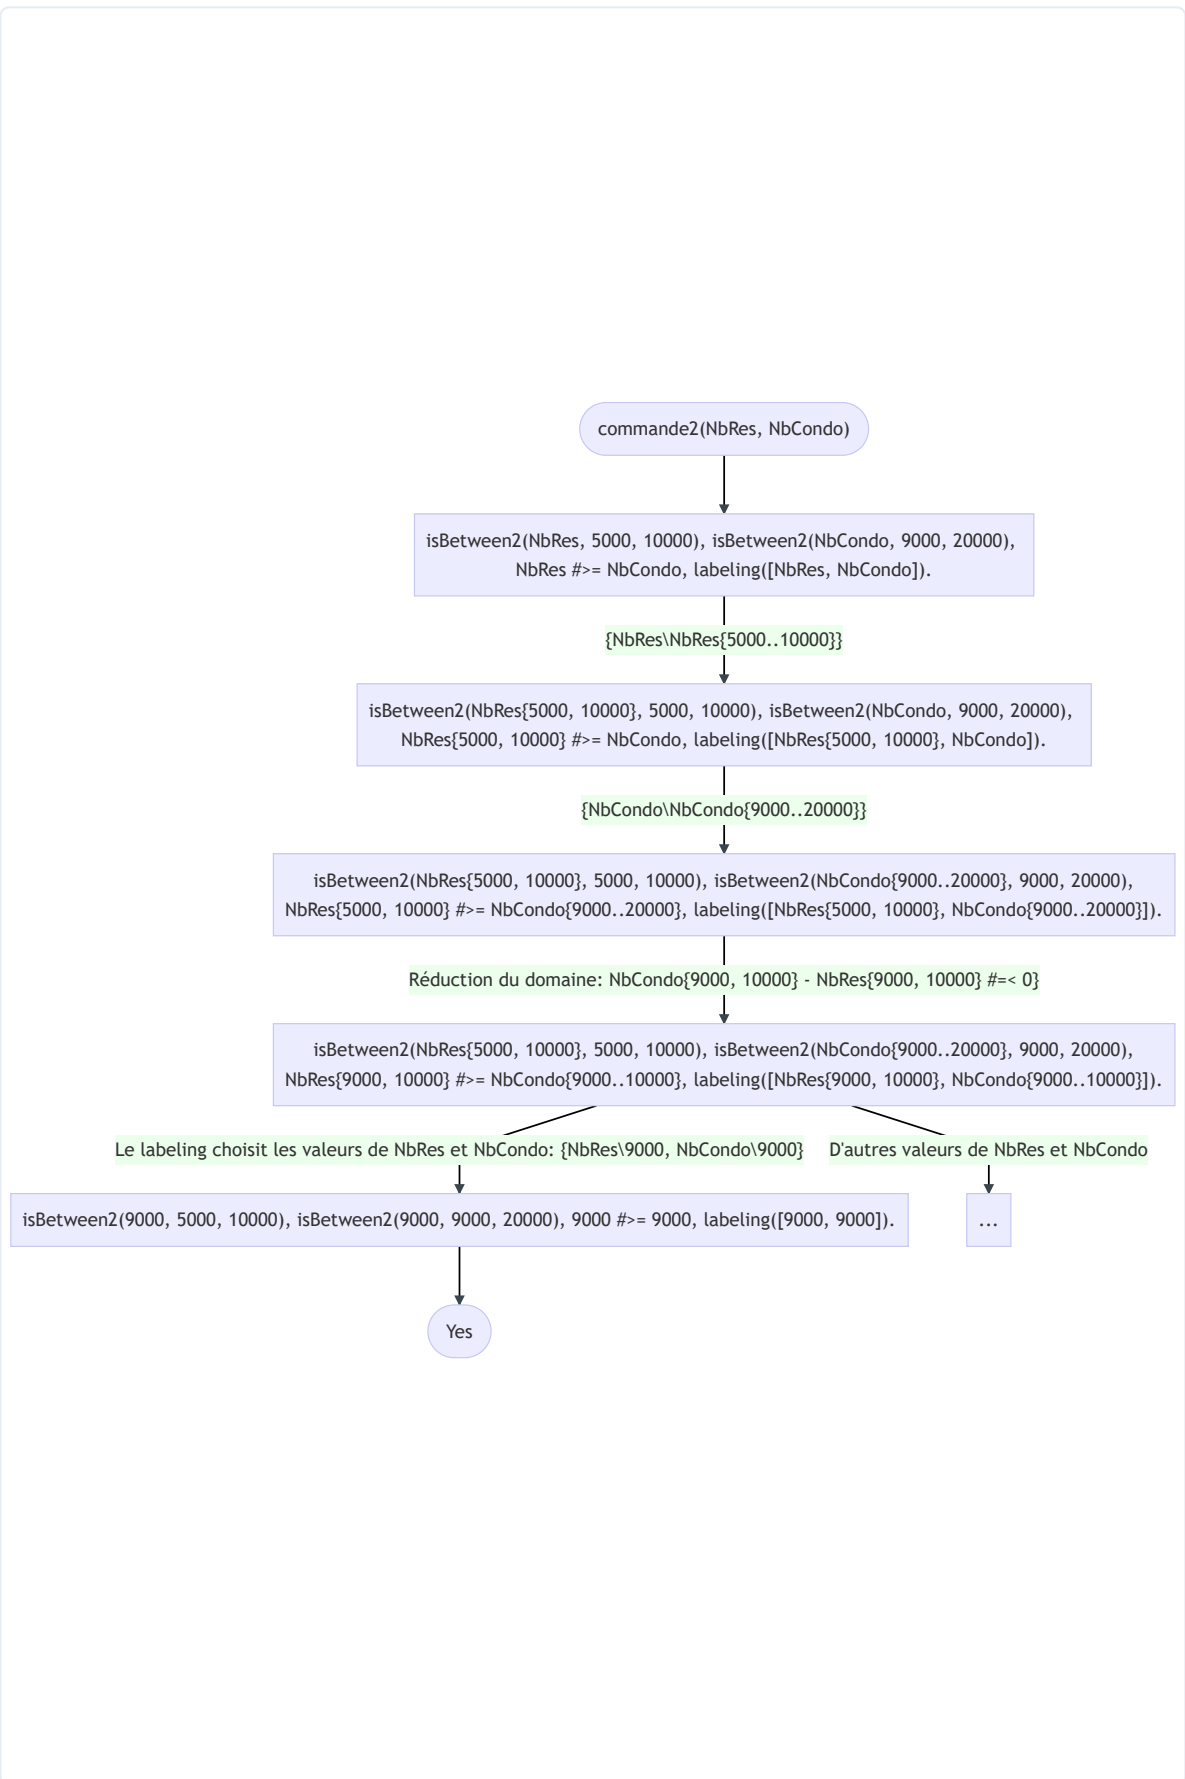 commande2(NbRes, NbCondo)
isBetween2(NbRes, 5000, 10000), isBetween2(NbCondo, 9000, 20000),
NbRes #>= NbCondo, labeling([NbRes, NbCondo]).
{NbRes\NbRes{5000..10000}}
isBetween2(NbRes{5000, 10000}, 5000, 10000), isBetween2(NbCondo, 9000, 20000),
NbRes{5000, 10000} #>= NbCondo, labeling([NbRes{5000, 10000}, NbCondo]).
{NbCondo\NbCondo{9000..20000}}
isBetween2(NbRes{5000, 10000}, 5000, 10000), isBetween2(NbCondo{9000..20000}, 9000, 20000),
NbRes{5000, 10000} #>= NbCondo{9000..20000}, labeling([NbRes{5000, 10000}, NbCondo{9000..20000}]).
Réduction du domaine: NbCondo{9000, 10000} - NbRes{9000, 10000} #=< 0}
isBetween2(NbRes{5000, 10000}, 5000, 10000), isBetween2(NbCondo{9000..20000}, 9000, 20000),
NbRes{9000, 10000} #>= NbCondo{9000..10000}, labeling([NbRes{9000, 10000}, NbCondo{9000..10000}]).
Le labeling choisit les valeurs de NbRes et NbCondo: {NbRes\9000, NbCondo\9000}
D'autres valeurs de NbRes et NbCondo
isBetween2(9000, 5000, 10000), isBetween2(9000, 9000, 20000), 9000 #>= 9000, labeling([9000, 9000]).
...
Yes